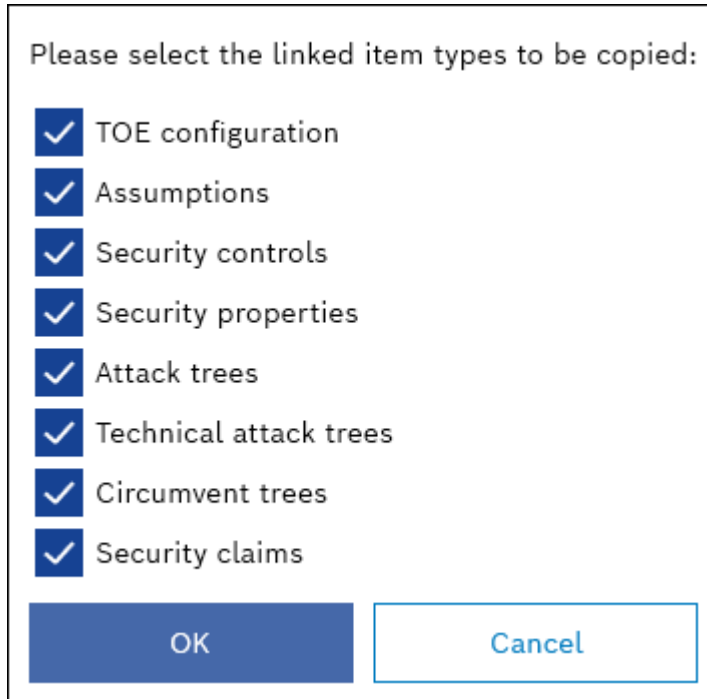 Please select the linked item types to be copied:
TOE configuration
Assumptions
Security controls
Security properties
Attack trees
Technical attack trees
Circumvent trees
Security claims
OK
Cancel